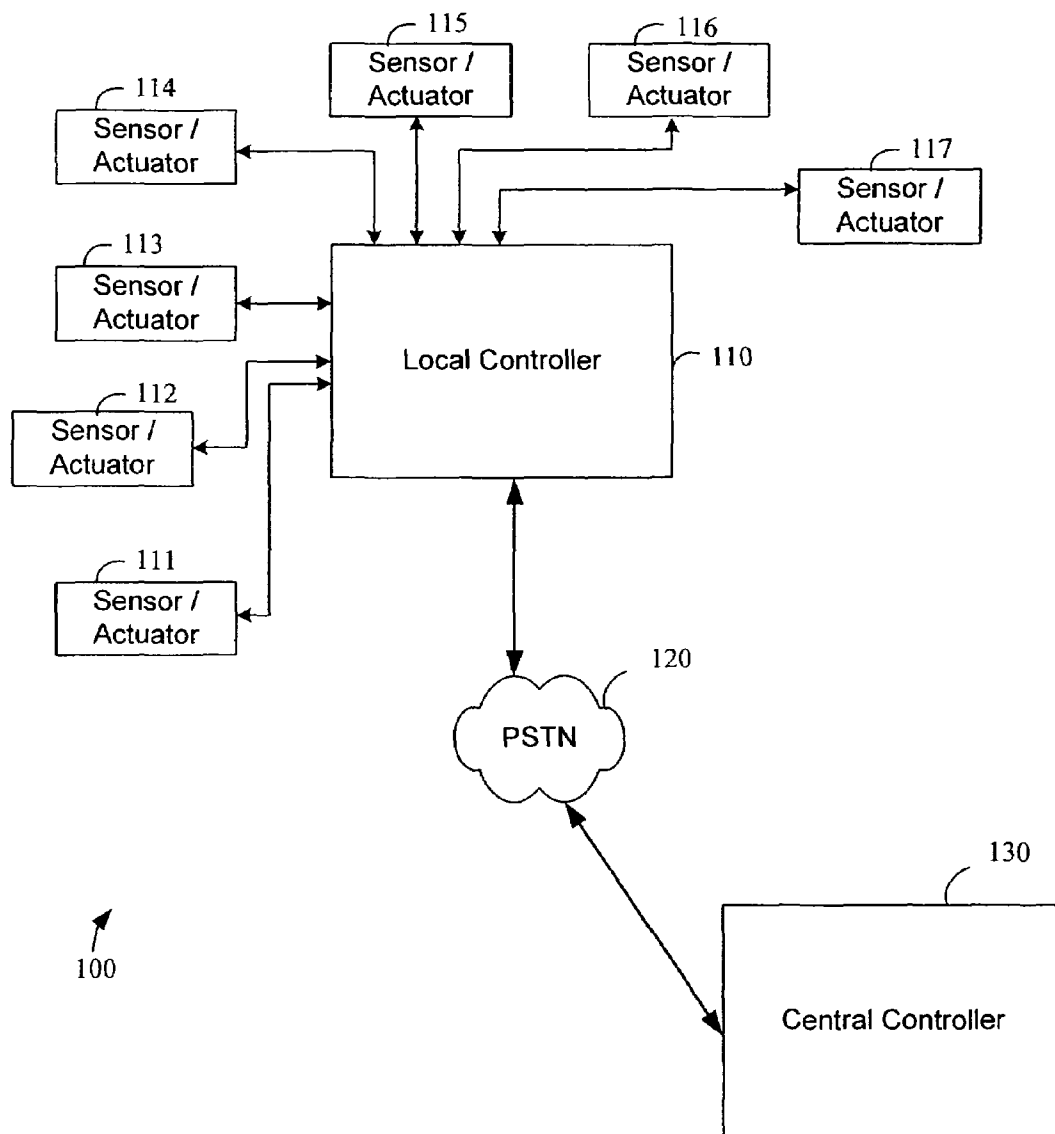 115
Sensor /
Actuator
116
Sensor /
Actuator
114
Sensor /
Actuator
117
Sensor /
Actuator
113
Sensor /
Actuator
Local Controller
110
112
Sensor /
Actuator
111
Sensor /
Actuator
120
PSTN
130
100
Central Controller